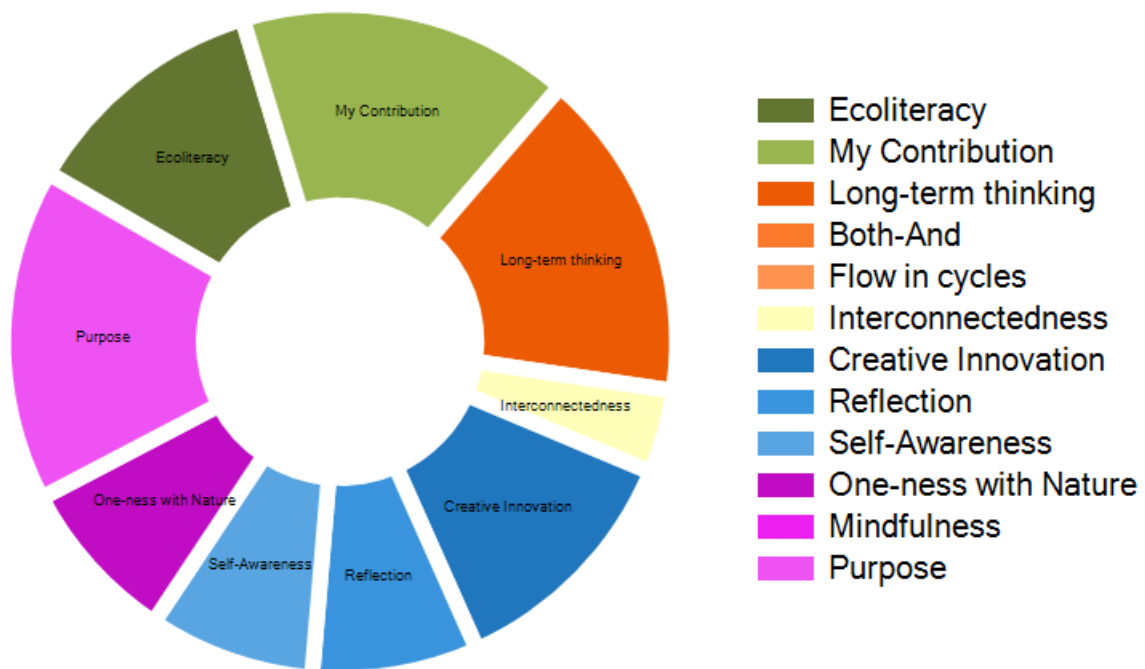 My Contribution
Ecoliteracy
Long-term thinking
Purpose
Interconnectedness
One-ness with Nature
Creative Innovation
Self-Awareness
Reflection
Ecoliteracy
My Contribution
Long-term thinking
Both-And
Flow in cycles
Interconnectedness
Creative Innovation
Reflection
Self-Awareness
One-ness with Nature
Mindfulness
Purpose